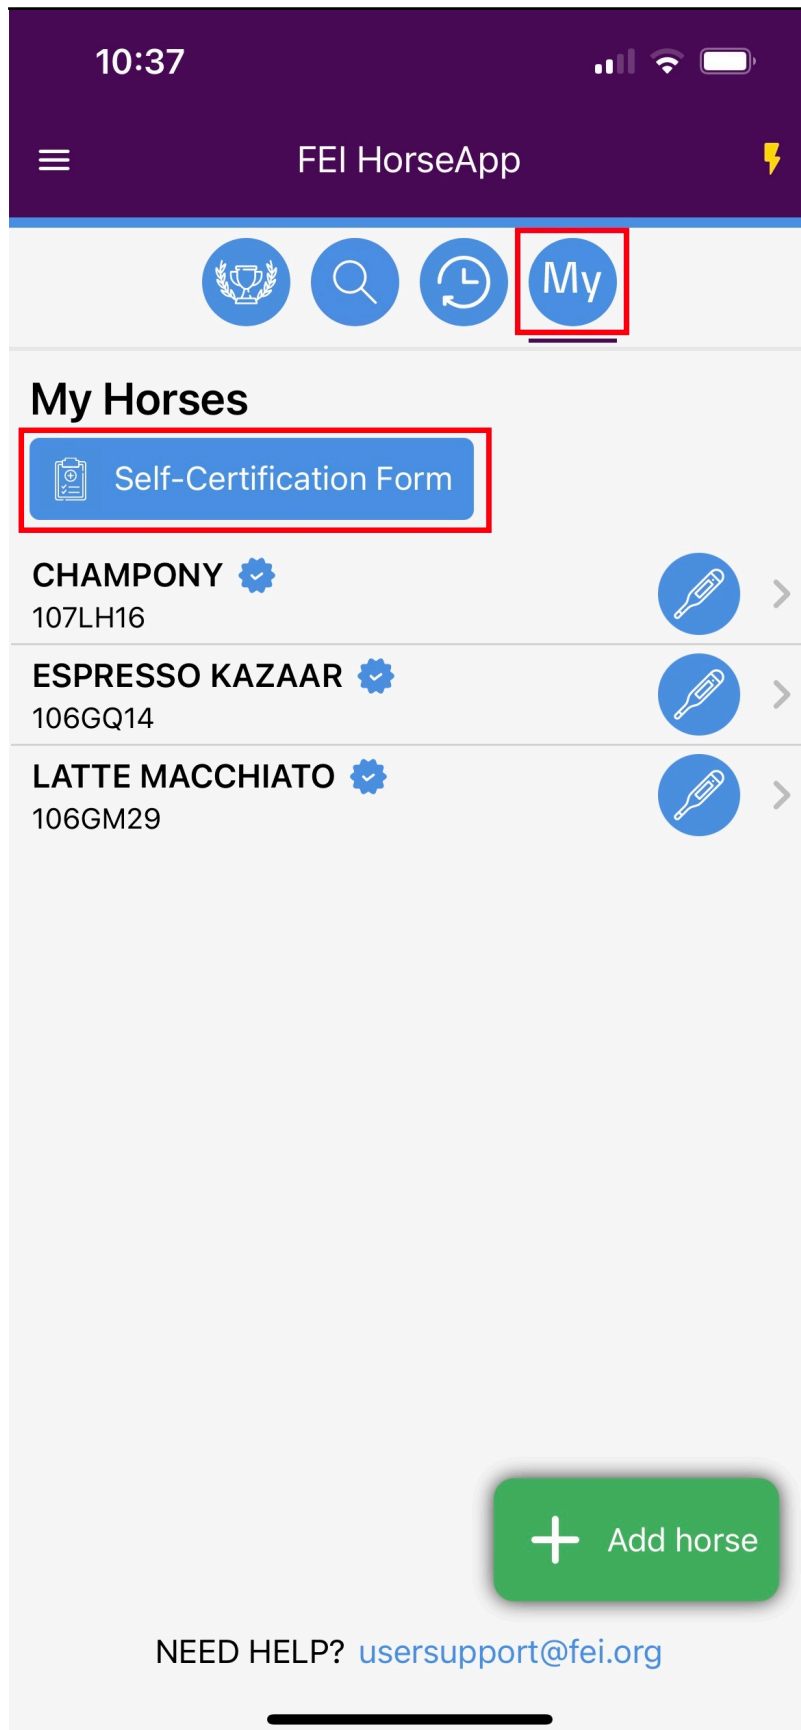 10:37
FEI HorseApp
My
My Horses
Self-Certification Form
CHAMPONY
107LH16
ESPRESSO KAZAAR
106GQ14
LATTE MACCHIATO
106GM29
Add horse
NEED HELP? usersupport@fei.org